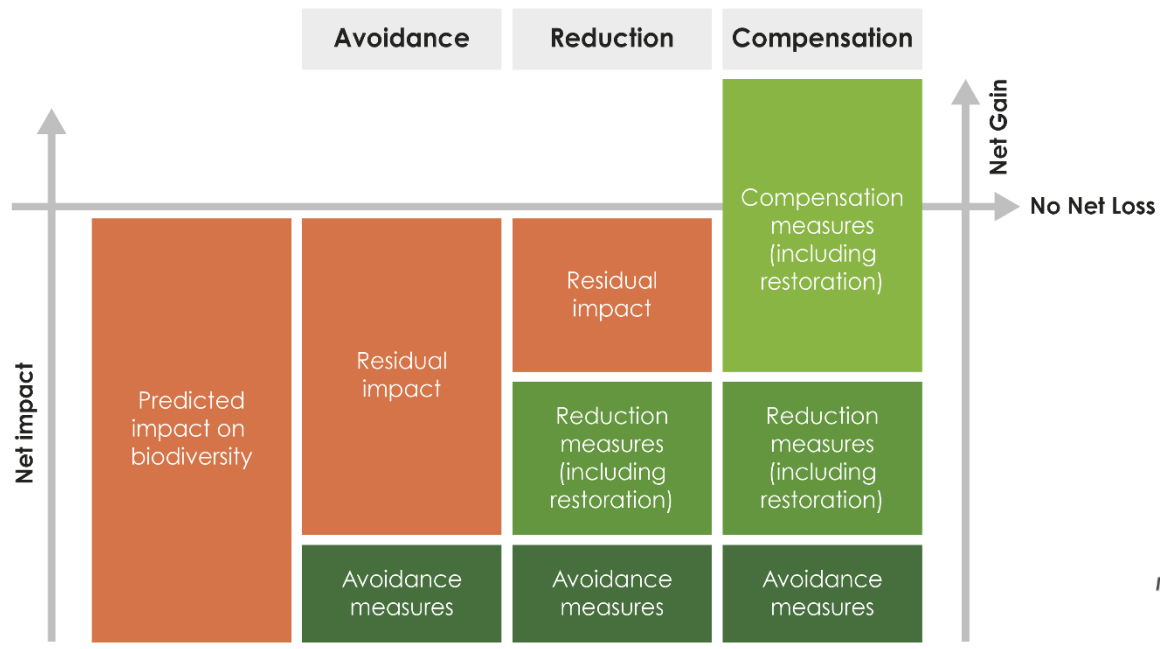 Avoidance
Reduction
Compensation
Net impact
Predicted
impact on
biodiversity
Residual
impact
Avoidance
measures
Residual
impact
Reduction
measures
(including
restoration)
Avoidance
measures
Compensation
measures
(including
restoration)
Reduction
measures
(including
restoration)
Avoidance
measures
Net Gain
No Net Loss